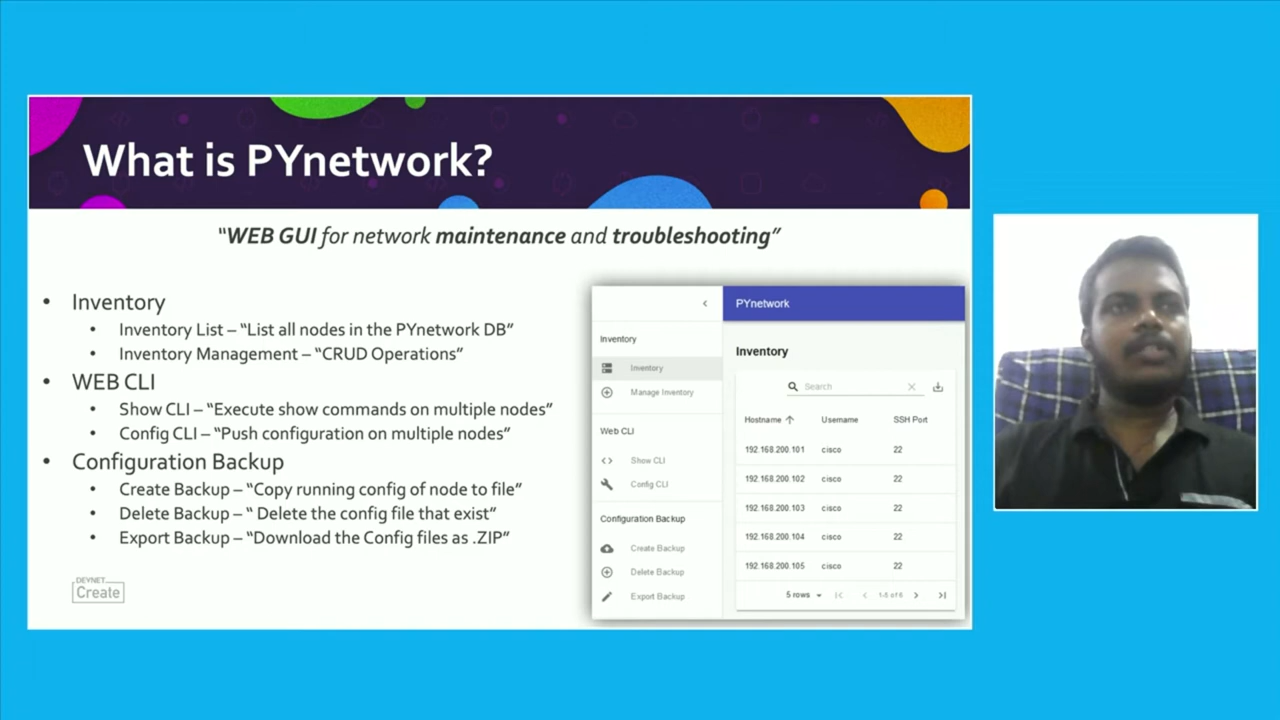 What is PYnetwork?
“WEB GUI for network maintenance and troubleshooting”
• Inventory
• Inventory List – “List all nodes in the PYnetwork DB”
• Inventory Management – “CRUD Operations”
• WEB CLI
• Show CLI – “Execute show commands on multiple nodes”
• Config CLI – “Push configuration on multiple nodes”
• Configuration Backup
• Create Backup – “Copy running config of node to file”
• Delete Backup – “ Delete the config file that exist”
• Export Backup – “Download the Config files as .ZIP”
DEVNET
Create
Inventory
Inventory
Manage Inventory
Web CLI
Show CLI
Config CLI
Configuration Backup
Create Backup
Delete Backup
Export Backup
PYnetwork
Inventory
Search
Hostname Username SSH Port
192.168.200.101 cisco 22
192.168.200.102 cisco 22
192.168.200.103 cisco 22
192.168.200.104 cisco 22
192.168.200.105 cisco 22
5 rows 1-5 of 6